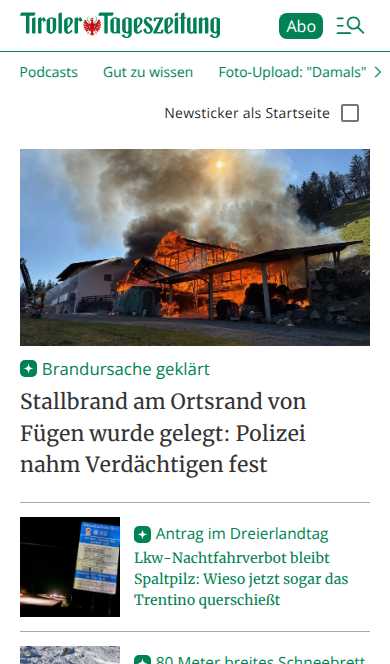 Tiroler Tageszeitung
Abo
Podcasts Gut zu wissen Foto-Upload: "Damals"
Newsticker als Startseite
Brandursache geklärt
Stallbrand am Ortsrand von
Fügen wurde gelegt: Polizei
nahm Verdächtigen fest
Antrag im Dreierlandtag
Lkw-Nachtfahrverbot bleibt
Spaltpilz: Wieso jetzt sogar das
Trentino querschießt
80 Meter breites Schneebrett